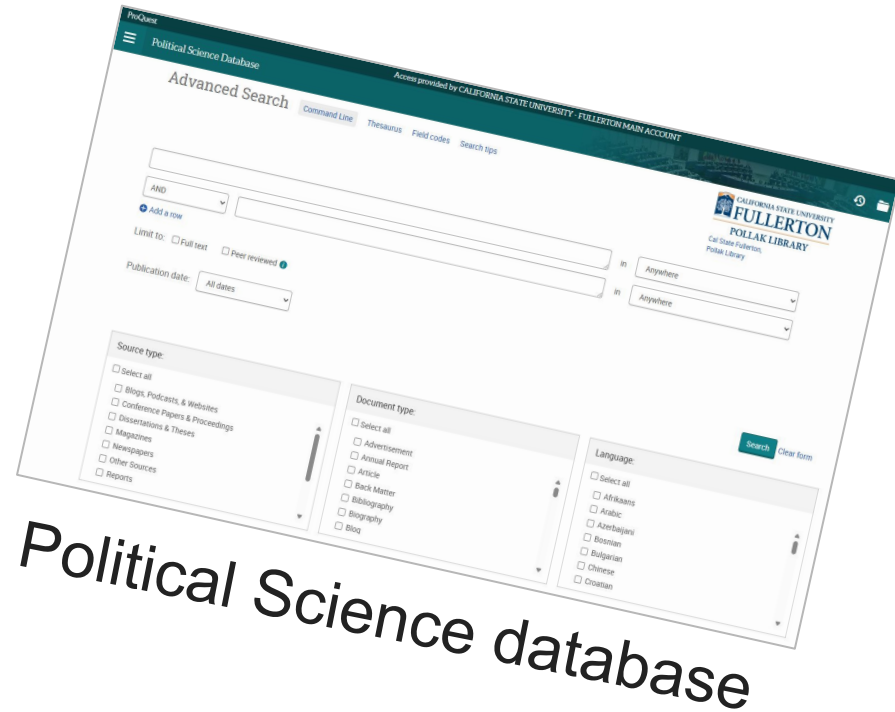 ProQuest
Access provided by CALIFORNIA STATE UNIVERSITY - FULLERTON MAIN ACCOUNT
Political Science Database
Advanced Search Command Line Thesaurus Field codes Search tips
CALIFORNIA STATE UNIVERSITY
FULLERTON
POLLAK LIBRARY
Cal State Fullerton,
Pollak Library
in Anywhere
AND
in Anywhere
Add a row
Limit to: Full text Peer reviewed
Publication date: All dates
Search Clear form
Source type:
Select all
Blogs, Podcasts, & Websites
Conference Papers & Proceedings
Dissertations & Theses
Magazines
Newspapers
Other Sources
Reports
Document type:
Select all
Advertisement
Annual Report
Article
Back Matter
Bibliography
Biography
Blog
Language:
Select all
Afrikaans
Arabic
Azerbaijani
Bosnian
Bulgarian
Chinese
Croatian
Political Science database